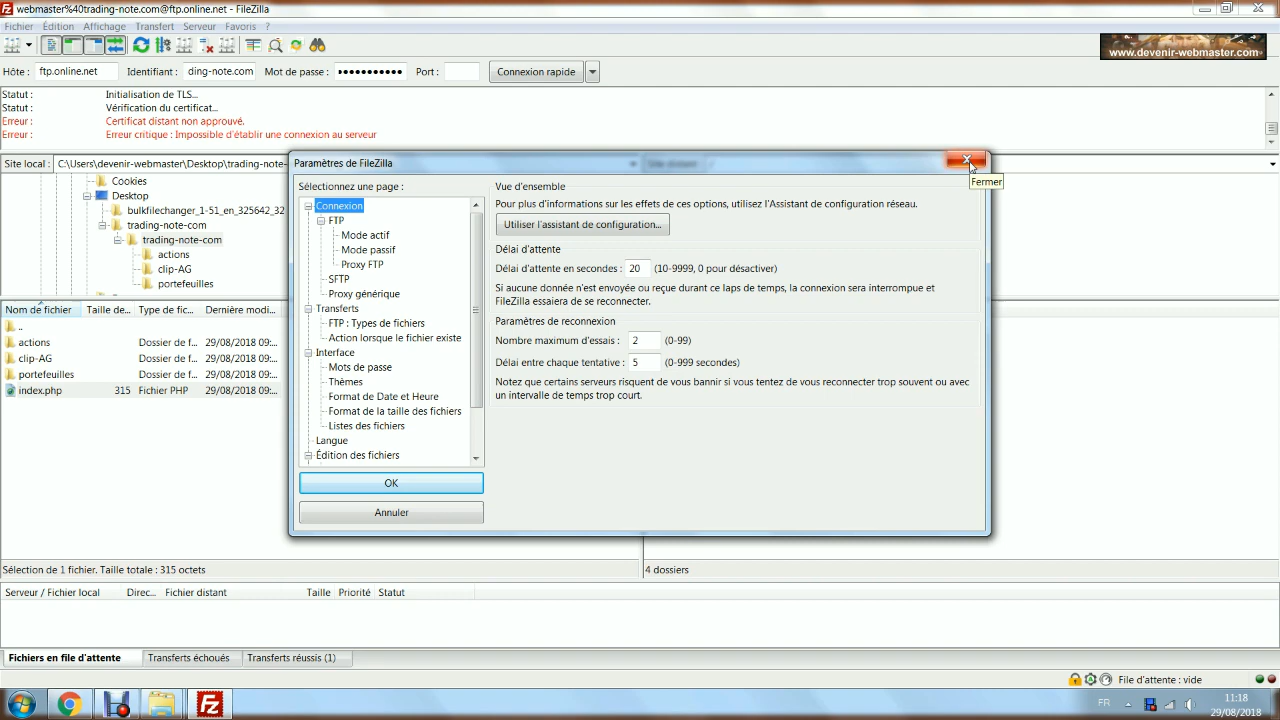 webmaster%40trading-note.com@ftp.online.net - FileZilla
Fichier Édition Affichage Transfert Serveur Favoris ?
www.devenir-webmaster.com
Hôte : ftp.online.net Identifiant : ding-note.com Mot de passe : ●●●●●●●●●●● Port : Connexion rapide
Statut : Initialisation de TLS...
Statut : Vérification du certificat...
Erreur : Certificat distant non approuvé.
Erreur : Erreur critique : Impossible d'établir une connexion au serveur
Site local : C:\Users\devenir-webmaster\Desktop\trading-note-
Site distant : /
Cookies
Desktop
bulkfilechanger_1-51_en_325642_32
trading-note-com
trading-note-com
actions
clip-AG
portefeuilles
Nom de fichier Taille de... Type de fic... Dernière modi...
..
actions Dossier de f... 29/08/2018 09:...
clip-AG Dossier de f... 29/08/2018 09:...
portefeuilles Dossier de f... 29/08/2018 09:...
index.php 315 Fichier PHP 29/08/2018 09:...
Paramètres de FileZilla
Fermer
Sélectionnez une page :
Connexion
FTP
Mode actif
Mode passif
Proxy FTP
SFTP
Proxy générique
Transferts
FTP : Types de fichiers
Action lorsque le fichier existe
Interface
Mots de passe
Thèmes
Format de Date et Heure
Format de la taille des fichiers
Listes des fichiers
Langue
Édition des fichiers
OK
Annuler
Vue d'ensemble
Pour plus d'informations sur les effets de ces options, utilisez l'Assistant de configuration réseau.
Utiliser l'assistant de configuration...
Délai d'attente
Délai d'attente en secondes : 20 (10-9999, 0 pour désactiver)
Si aucune donnée n'est envoyée ou reçue durant ce laps de temps, la connexion sera interrompue et
FileZilla essaiera de se reconnecter.
Paramètres de reconnexion
Nombre maximum d'essais : 2 (0-99)
Délai entre chaque tentative : 5 (0-999 secondes)
Notez que certains serveurs risquent de vous bannir si vous tentez de vous reconnecter trop souvent ou avec
un intervalle de temps trop court.
Sélection de 1 fichier. Taille totale : 315 octets
4 dossiers
Serveur / Fichier local Direc... Fichier distant Taille Priorité Statut
Fichiers en file d'attente Transferts échoués Transferts réussis (1)
File d'attente : vide
FR
11:18
29/08/2018